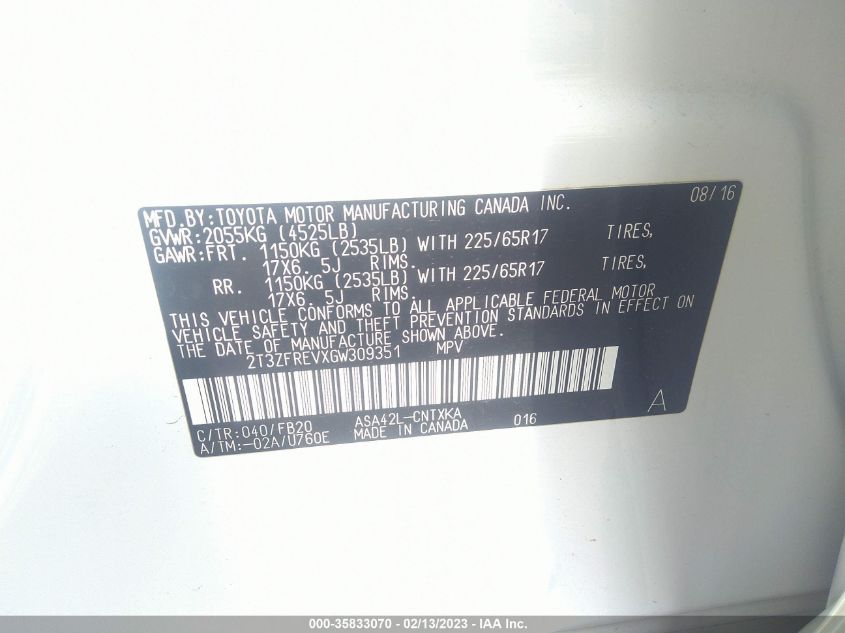 08/16
MFD.BY:TOYOTA MOTOR MANUFACTURING CANADA INC.
GVWR:2055KG (4525LB)
GAWR:FRT. 1150KG (2535LB) WITH 225/65R17 TIRES,
17X6. 5J RIMS.
RR. 1150KG (2535LB) WITH 225/65R17 TIRES,
17X6. 5J RIMS.
THIS VEHICLE CONFORMS TO ALL APPLICABLE FEDERAL MOTOR
VEHICLE SAFETY AND THEFT PREVENTION STANDARDS IN EFFECT ON
THE DATE OF MANUFACTURE SHOWN ABOVE.
2T3ZFREVXGW309351 MPV
C/TR:040/FB20 ASA42L-CNTXKA 016 A
A/TM:-02A/U760E MADE IN CANADA
000-35833070 - 02/13/2023 - IAA Inc.